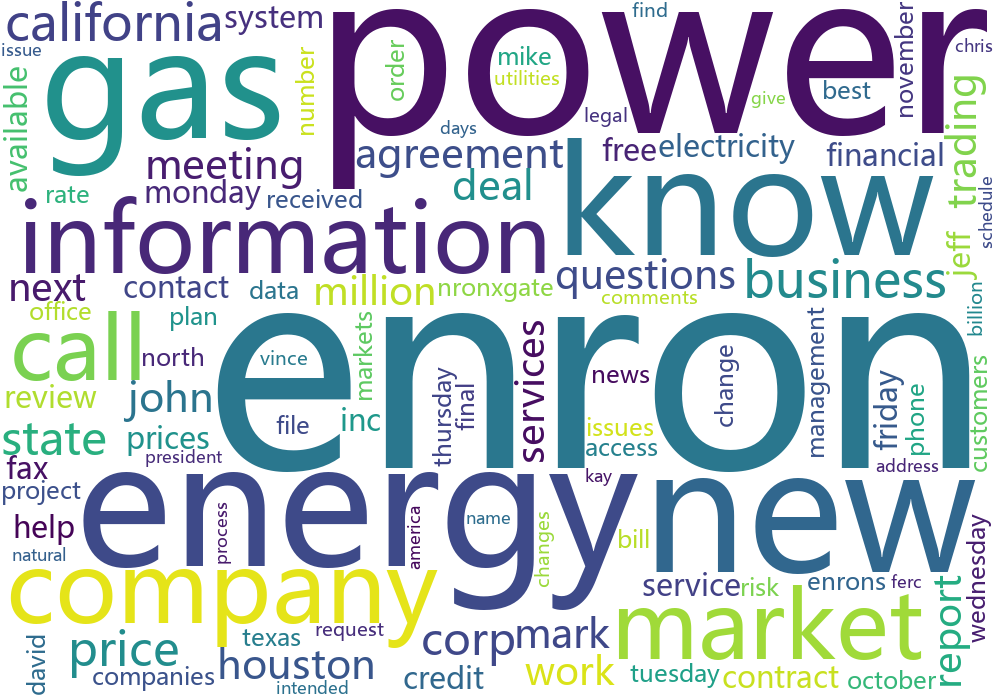 california
system
power
find
issue
mike
utilities
order
number
november
chris
gas
available
best
give
legal
days
trading
meeting
agreement
free
electricity
financial
deal
know
rate
monday
received
schedule
information
jeff
next
contact
data
million
nronxgate
questions
comments
business
billion
office
plan
markets
call
enron
north
vince
services
news
change
management
thursday
final
friday
phone
customers
review
john
file
inc
issues
access
state
prices
president
fax
address
project
energy
kay
new
help
process
america
name
changes
bill
wednesday
natural
company
service
risk
enrons
ferc
report
market
david
price
texas
request
corp
mark
companies
houston
intended
credit
work
tuesday
contract
october